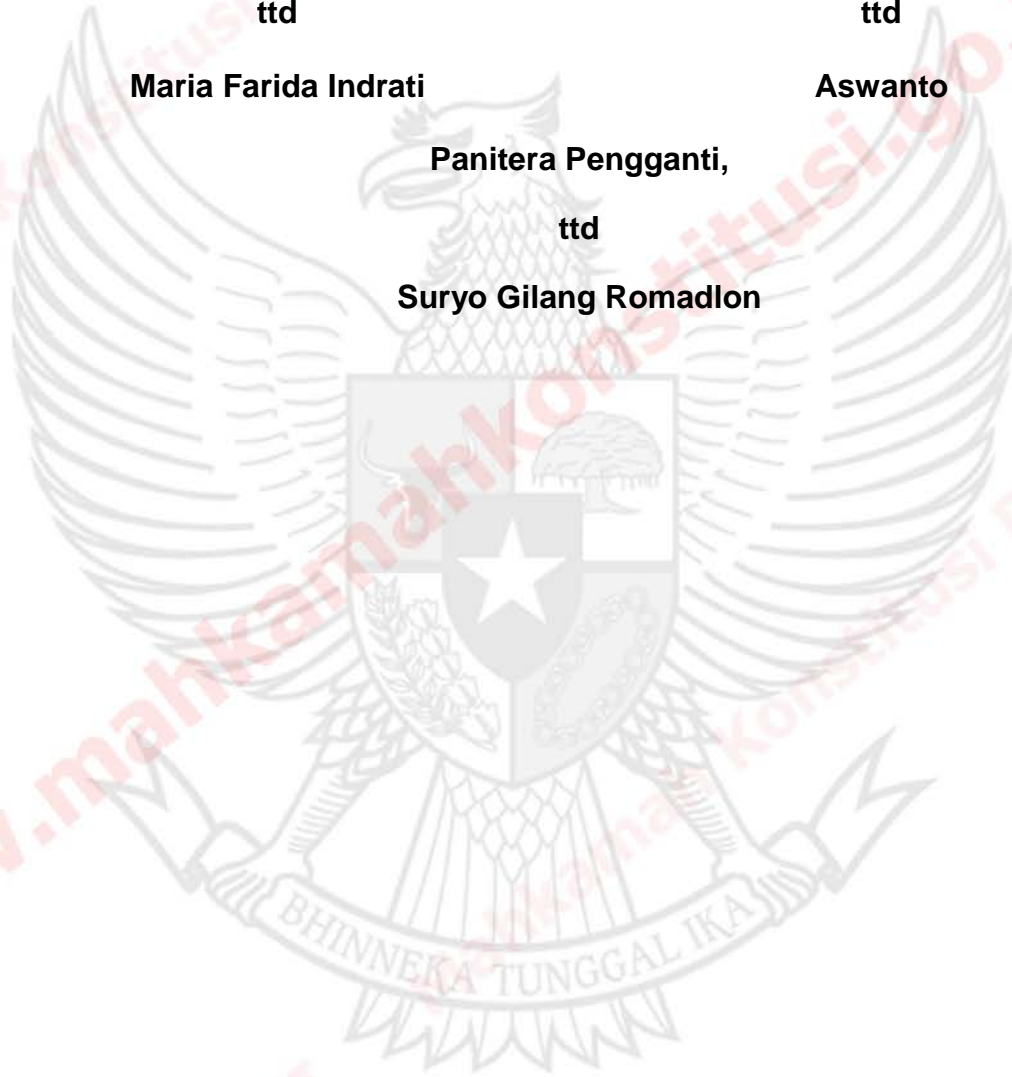 ttd ttd
Maria Farida Indrati Aswanto
Panitera Pengganti,
ttd
Suryo Gilang Romadlon
BHINNEKA TUNGGAL IKA